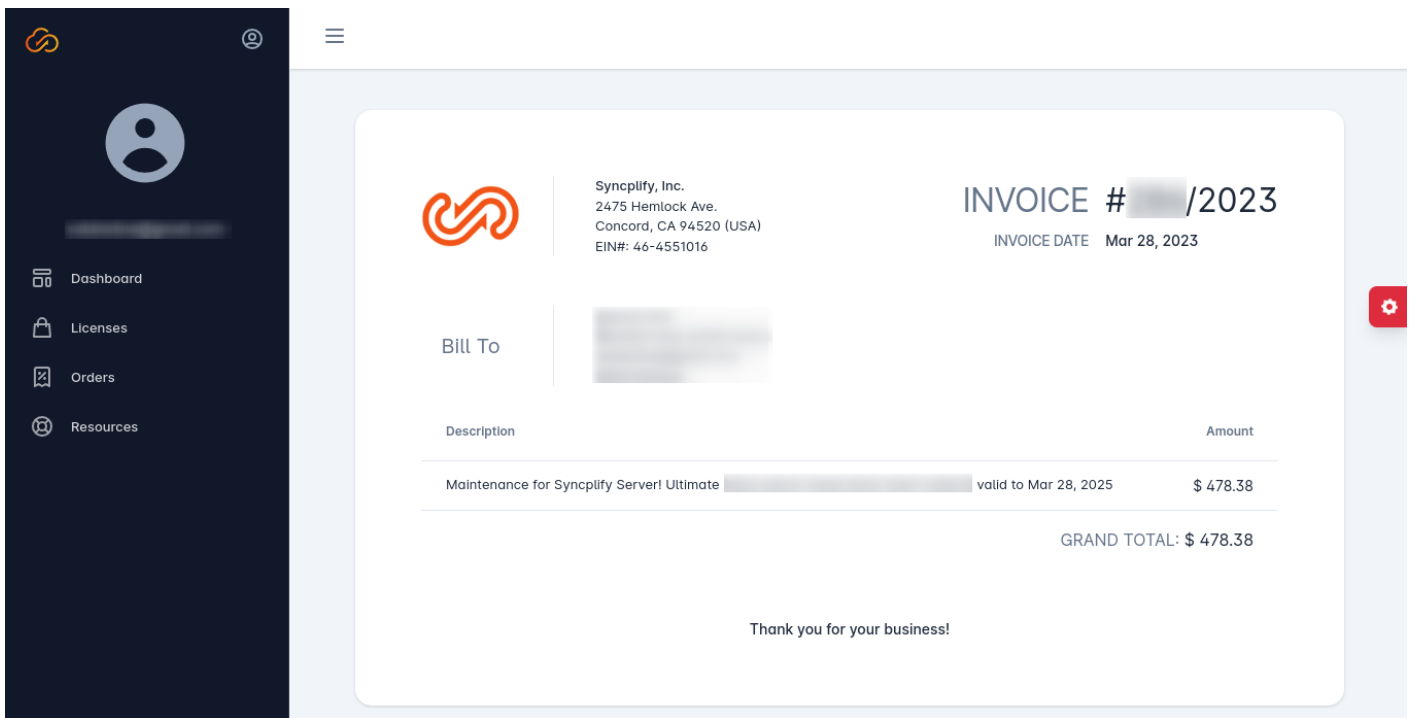 Dashboard
Licenses
Orders
Resources
Syncplify, Inc.
2475 Hemlock Ave.
Concord, CA 94520 (USA)
EIN#: 46-4551016
INVOICE # /2023
INVOICE DATE Mar 28, 2023
Bill To
Description Amount
Maintenance for Syncplify Server! Ultimate valid to Mar 28, 2025 $ 478.38
GRAND TOTAL: $ 478.38
Thank you for your business!